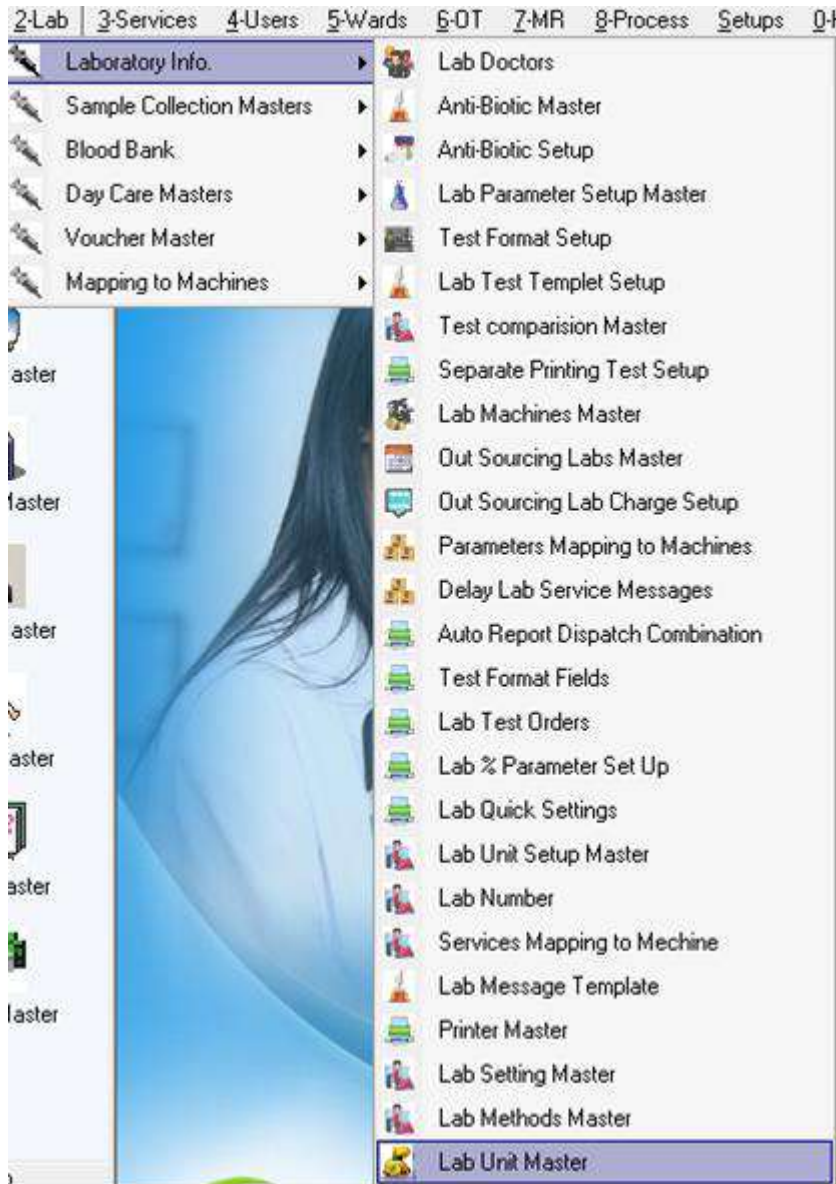 2-Lab 3-Services 4-Users 5-Wards 6-OT 7-MR 8-Process Setups
Laboratory Info.
Sample Collection Masters
Blood Bank
Day Care Masters
Voucher Master
Mapping to Machines
Lab Doctors
Anti-Biotic Master
Anti-Biotic Setup
Lab Parameter Setup Master
Test Format Setup
Lab Test Templet Setup
Test comparision Master
Separate Printing Test Setup
Lab Machines Master
Out Sourcing Labs Master
Out Sourcing Lab Charge Setup
Parameters Mapping to Machines
Delay Lab Service Messages
Auto Report Dispatch Combination
Test Format Fields
Lab Test Orders
Lab % Parameter Set Up
Lab Quick Settings
Lab Unit Setup Master
Lab Number
Services Mapping to Mechine
Lab Message Template
Printer Master
Lab Setting Master
Lab Methods Master
Lab Unit Master
aster
Master
aster
aster
aster
Master